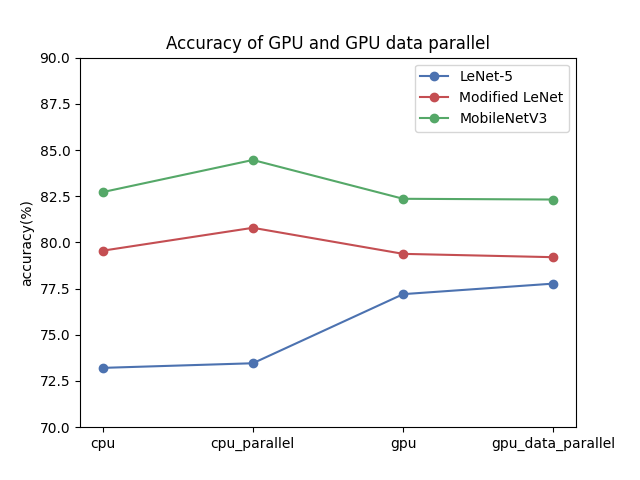 Accuracy of GPU and GPU data parallel
90.0
87.5
85.0
82.5
80.0
77.5
75.0
72.5
70.0
accuracy(%)
LeNet-5
Modified LeNet
MobileNetV3
cpu cpu_parallel gpu gpu_data_parallel